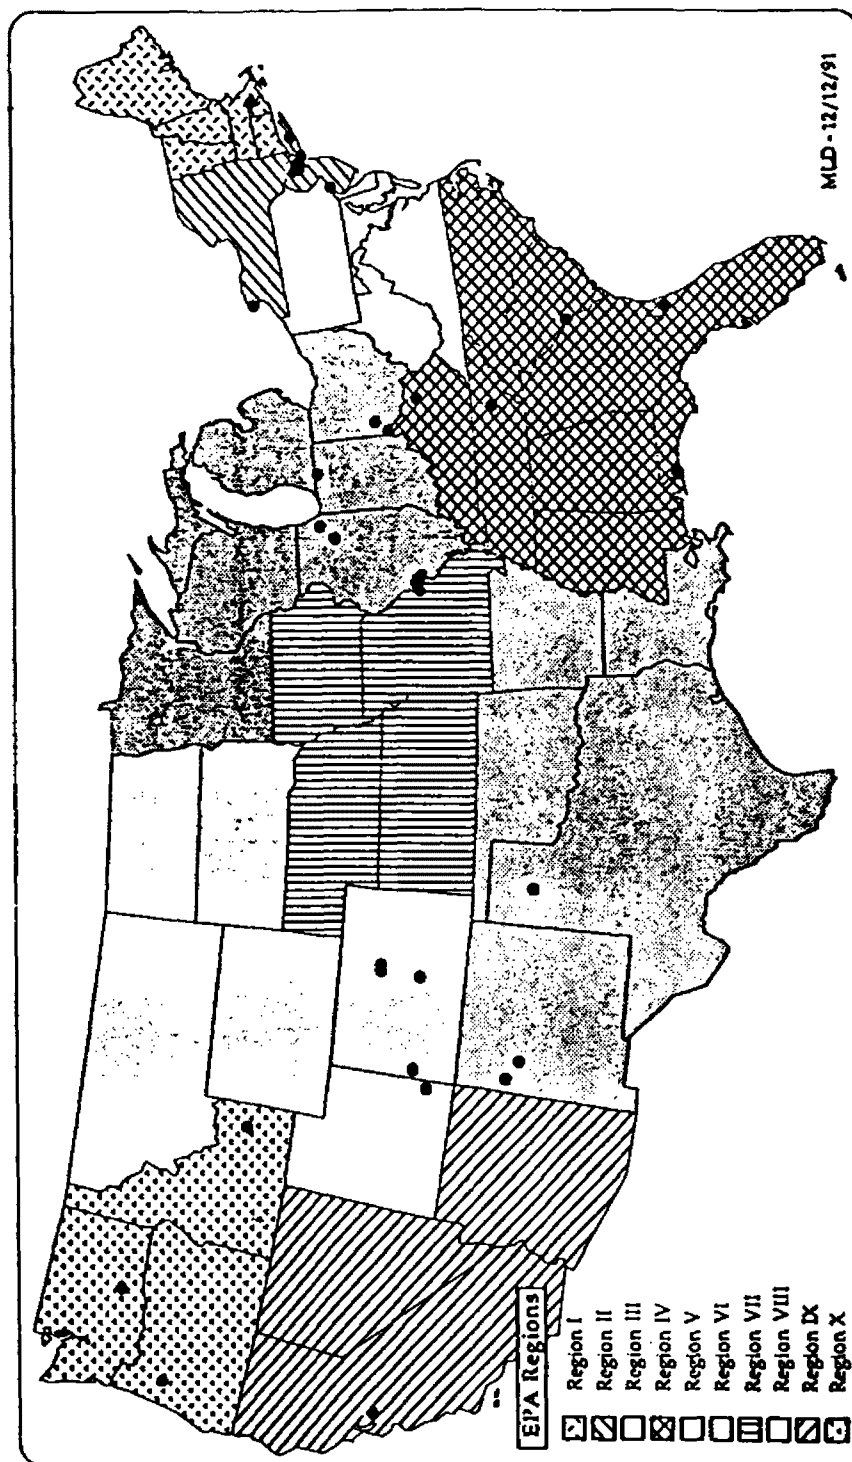 EPA Regions
Region I
Region II
Region III
Region IV
Region V
Region VI
Region VII
Region VIII
Region IX
Region X
MLD - 12/12/91